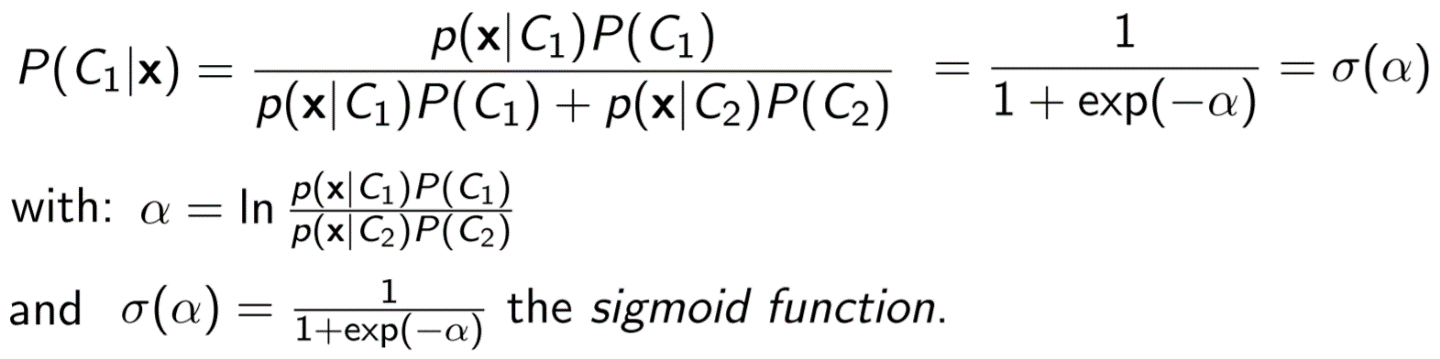 P(C₁|x) = p(x|C₁)P(C₁) / (p(x|C₁)P(C₁) + p(x|C₂)P(C₂)) = 1 / (1 + exp(−α)) = σ(α)
with: α = ln p(x|C₁)P(C₁) / p(x|C₂)P(C₂)
and σ(α) = 1 / (1+exp(−α)) the sigmoid function.